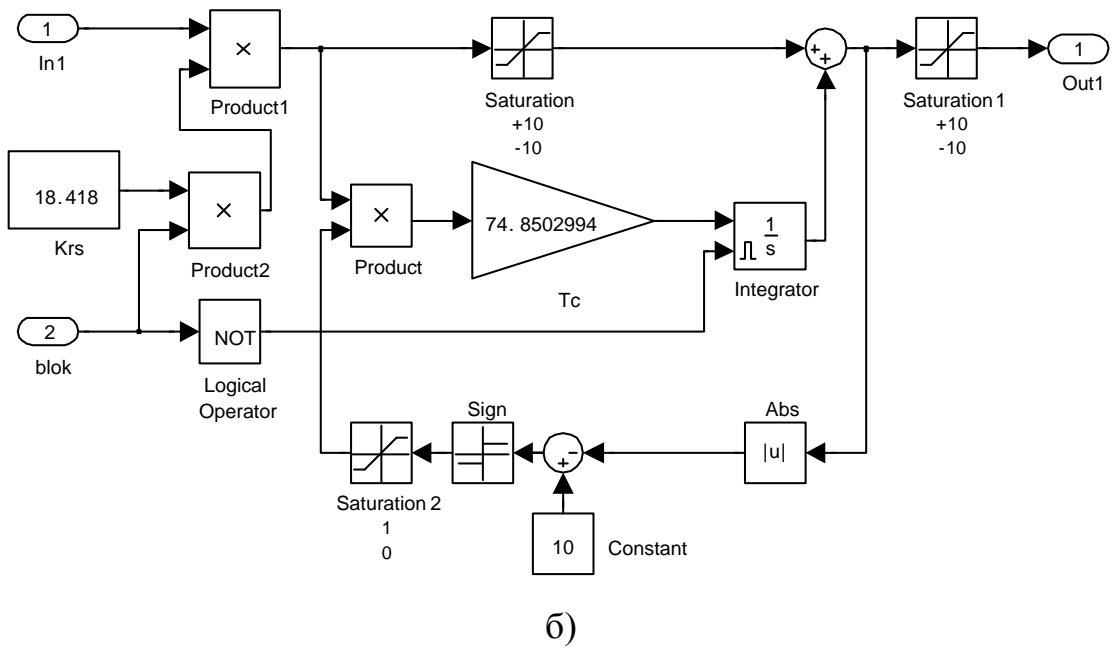 1
In1
×
Product1
Saturation
+10
-10
+
+
Saturation 1
+10
-10
1
Out1
18.418
Krs
×
Product2
×
Product
74.8502994
Tc
1
s
Integrator
2
blok
NOT
Logical
Operator
Saturation 2
1
0
Sign
-
+
10
Constant
Abs
|u|
б)